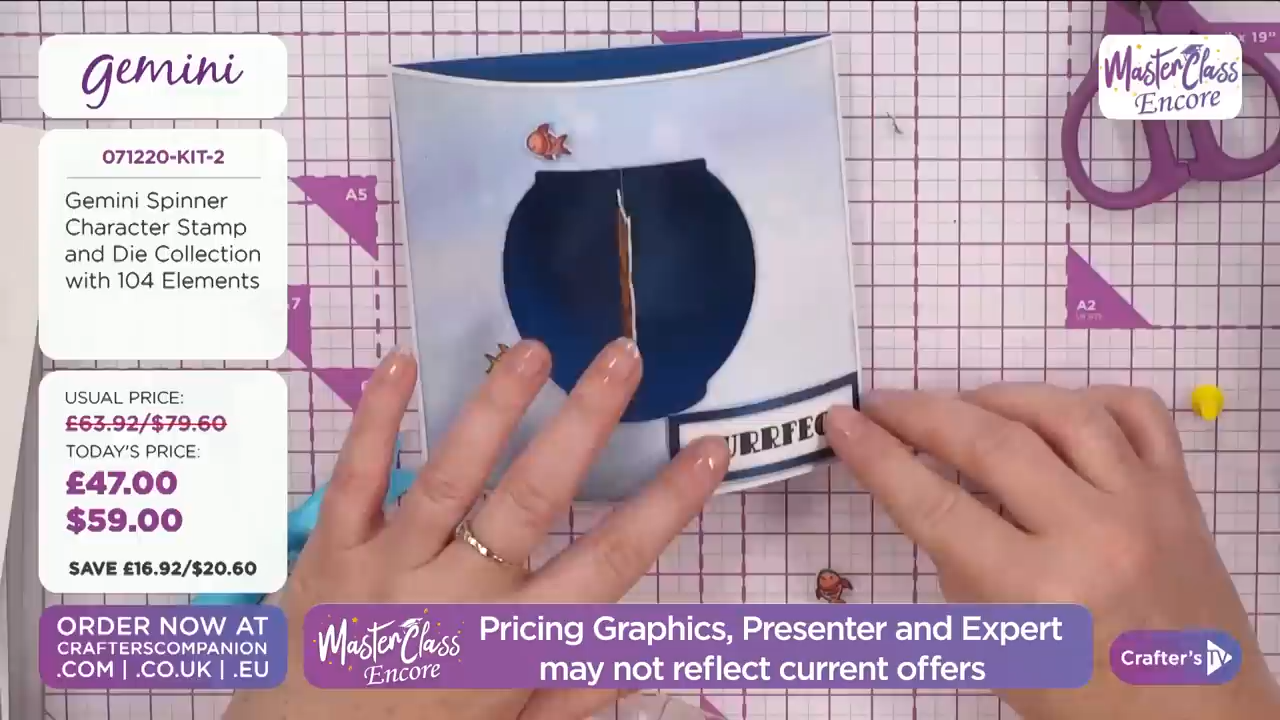 gemini
071220-KIT-2
Gemini Spinner
Character Stamp
and Die Collection
with 104 Elements
USUAL PRICE:
£63.92/$79.60
TODAY'S PRICE:
£47.00
$59.00
SAVE £16.92/$20.60
ORDER NOW AT
CRAFTERSCOMPANION
.COM | .CO.UK | .EU
MasterClass
Encore
Pricing Graphics, Presenter and Expert
may not reflect current offers
Crafter's TV
MasterClass
Encore
x 19"
A5
A2
7
URRFEC